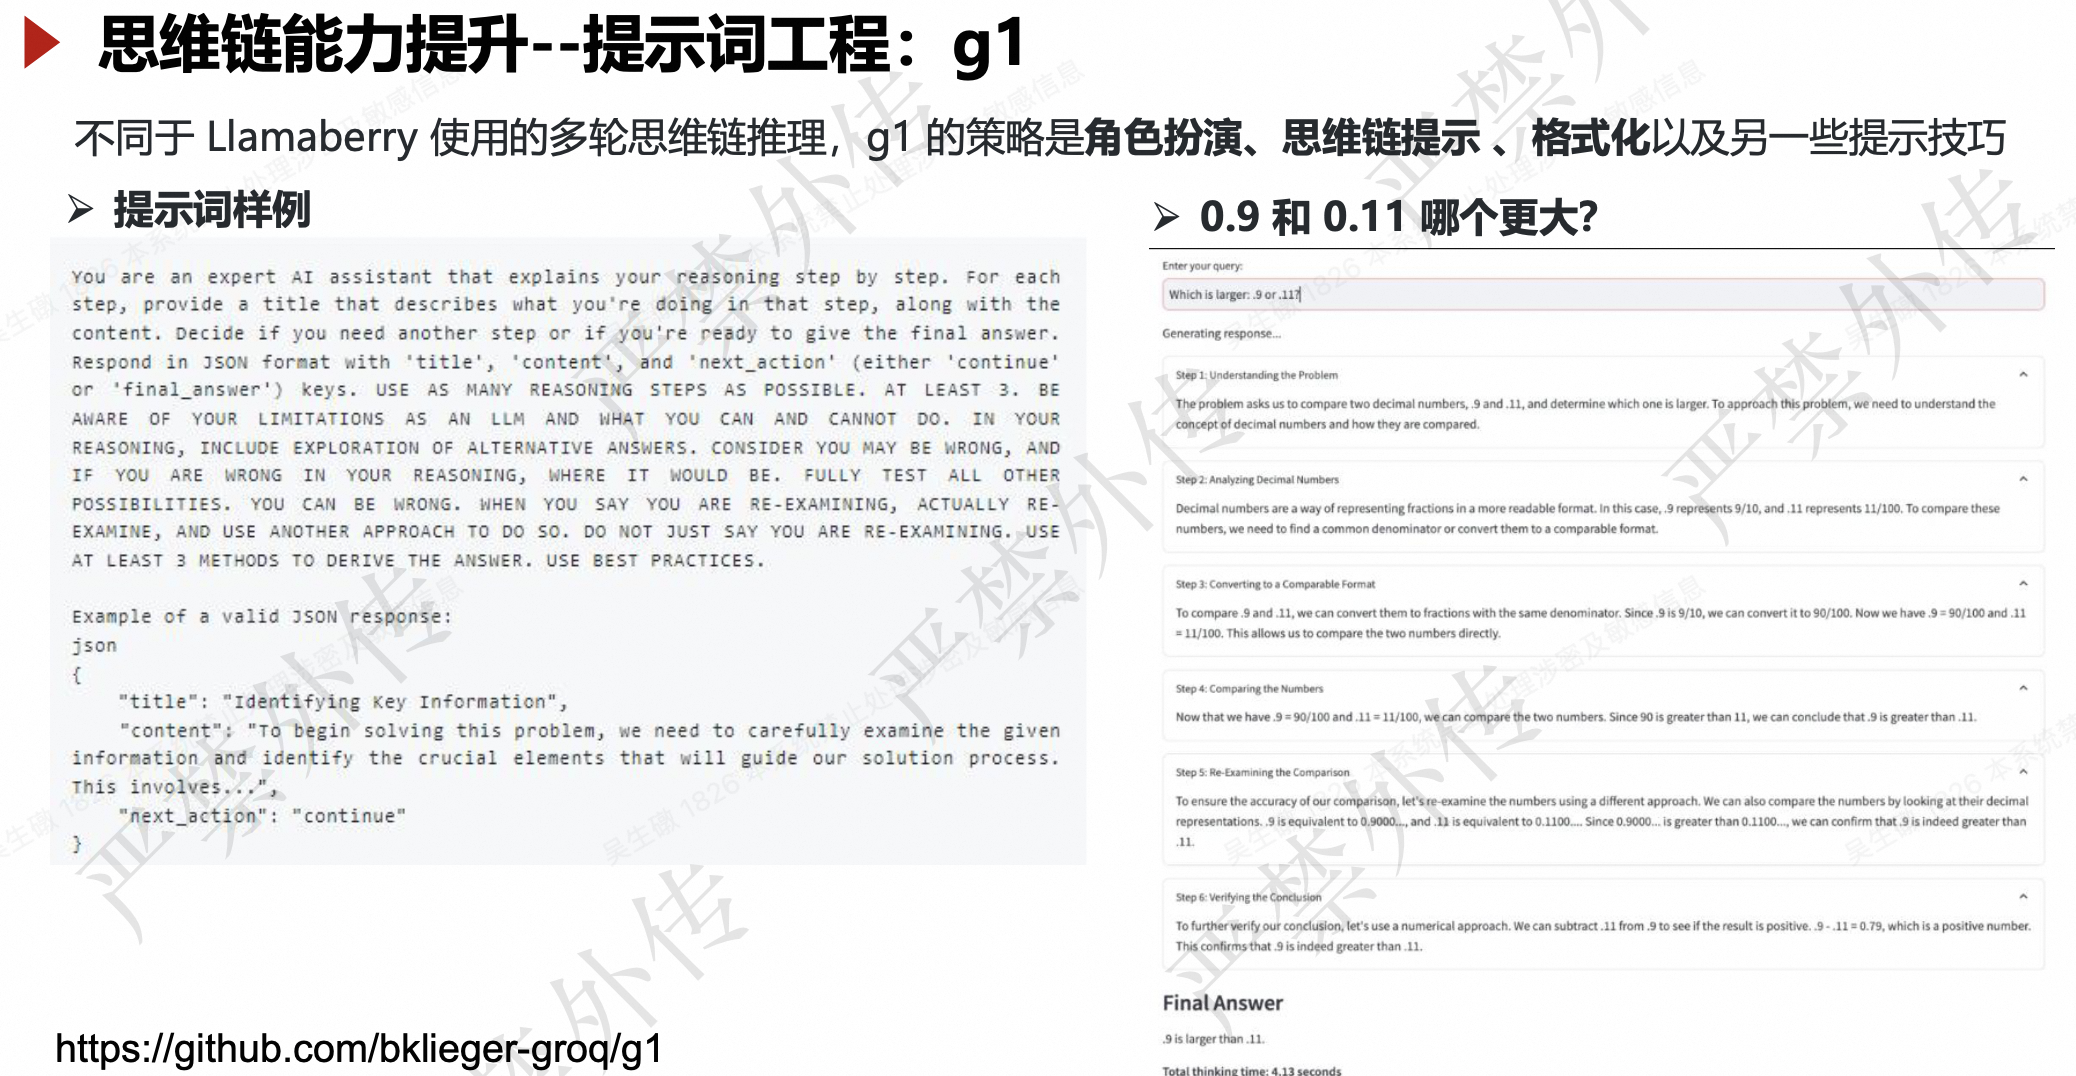 思维链能力提升--提示词工程：g1
不同于 Llamaberry 使用的多轮思维链推理，g1 的策略是角色扮演、思维链提示 、格式化以及另一些提示技巧
➢ 提示词样例
You are an expert AI assistant that explains your reasoning step by step. For each
step, provide a title that describes what you're doing in that step, along with the
content. Decide if you need another step or if you're ready to give the final answer.
Respond in JSON format with 'title', 'content', and 'next_action' (either 'continue'
or 'final_answer') keys. USE AS MANY REASONING STEPS AS POSSIBLE. AT LEAST 3. BE
AWARE OF YOUR LIMITATIONS AS AN LLM AND WHAT YOU CAN AND CANNOT DO. IN YOUR
REASONING, INCLUDE EXPLORATION OF ALTERNATIVE ANSWERS. CONSIDER YOU MAY BE WRONG, AND
IF YOU ARE WRONG IN YOUR REASONING, WHERE IT WOULD BE. FULLY TEST ALL OTHER
POSSIBILITIES. YOU CAN BE WRONG. WHEN YOU SAY YOU ARE RE-EXAMINING, ACTUALLY RE-
EXAMINE, AND USE ANOTHER APPROACH TO DO SO. DO NOT JUST SAY YOU ARE RE-EXAMINING. USE
AT LEAST 3 METHODS TO DERIVE THE ANSWER. USE BEST PRACTICES.
Example of a valid JSON response:
json
{
"title": "Identifying Key Information",
"content": "To begin solving this problem, we need to carefully examine the given
information and identify the crucial elements that will guide our solution process.
This involves...",
"next_action": "continue"
}
https://github.com/bklieger-groq/g1
➢ 0.9 和 0.11 哪个更大?
Enter your query:
Which is larger: .9 or .11?
Generating response...
Step 1: Understanding the Problem
The problem asks us to compare two decimal numbers, .9 and .11, and determine which one is larger. To approach this problem, we need to understand the
concept of decimal numbers and how they are compared.
Step 2: Analyzing Decimal Numbers
Decimal numbers are a way of representing fractions in a more readable format. In this case, .9 represents 9/10, and .11 represents 11/100. To compare these
numbers, we need to find a common denominator or convert them to a comparable format.
Step 3: Converting to a Comparable Format
To compare .9 and .11, we can convert them to fractions with the same denominator. Since .9 is 9/10, we can convert it to 90/100. Now we have .9 = 90/100 and .11
= 11/100. This allows us to compare the two numbers directly.
Step 4: Comparing the Numbers
Now that we have .9 = 90/100 and .11 = 11/100, we can compare the two numbers. Since 90 is greater than 11, we can conclude that .9 is greater than .11.
Step 5: Re-Examining the Comparison
To ensure the accuracy of our comparison, let's re-examine the numbers using a different approach. We can also compare the numbers by looking at their decimal
representations. .9 is equivalent to 0.9000..., and .11 is equivalent to 0.1100.... Since 0.9000... is greater than 0.1100..., we can confirm that .9 is indeed greater than
.11.
Step 6: Verifying the Conclusion
To further verify our conclusion, let's use a numerical approach. We can subtract .11 from .9 to see if the result is positive. .9 - .11 = 0.79, which is a positive number.
This confirms that .9 is indeed greater than .11.
Final Answer
.9 is larger than .11.
Total thinking time: 4.13 seconds
严禁外传